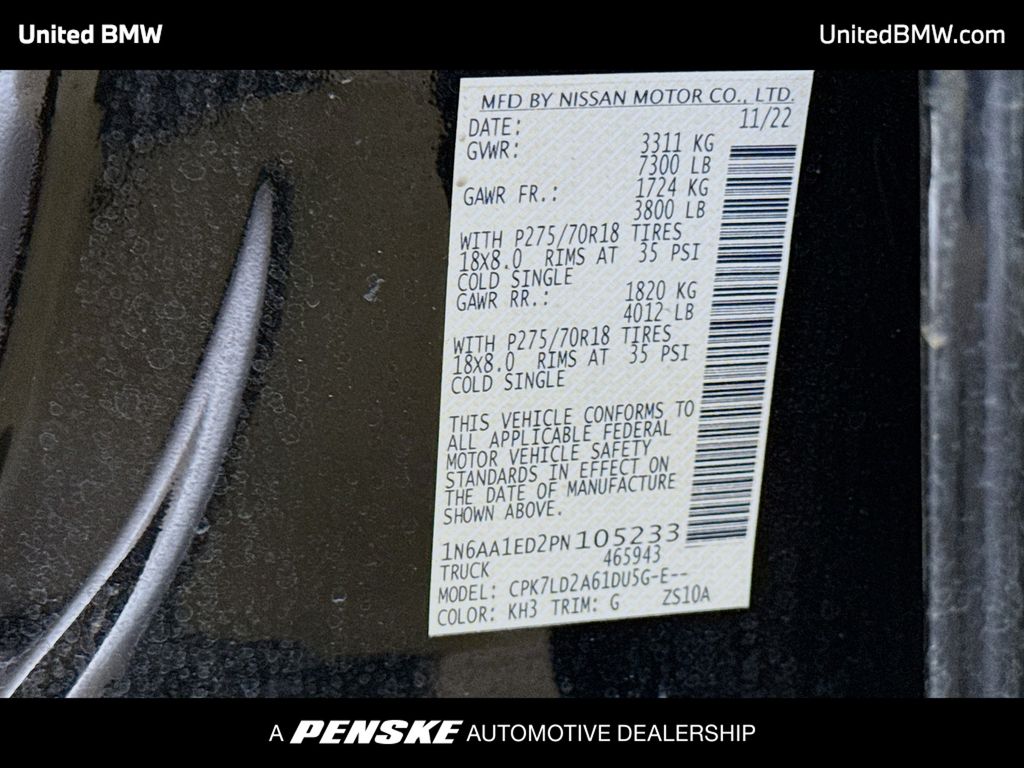 United BMW
UnitedBMW.com
MFD BY NISSAN MOTOR CO., LTD.
DATE: 11/22
GVWR: 3311 KG
7300 LB
GAWR FR.: 1724 KG
3800 LB
WITH P275/70R18 TIRES
18X8.0 RIMS AT 35 PSI
COLD SINGLE
GAWR RR.: 1820 KG
4012 LB
WITH P275/70R18 TIRES
18X8.0 RIMS AT 35 PSI
COLD SINGLE
THIS VEHICLE CONFORMS TO
ALL APPLICABLE FEDERAL
MOTOR VEHICLE SAFETY
STANDARDS IN EFFECT ON
THE DATE OF MANUFACTURE
SHOWN ABOVE.
1N6AA1ED2PN105233
TRUCK 465943
MODEL: CPK7LD2A61DU5G-E--
COLOR: KH3 TRIM: G ZS10A
A PENSKE AUTOMOTIVE DEALERSHIP